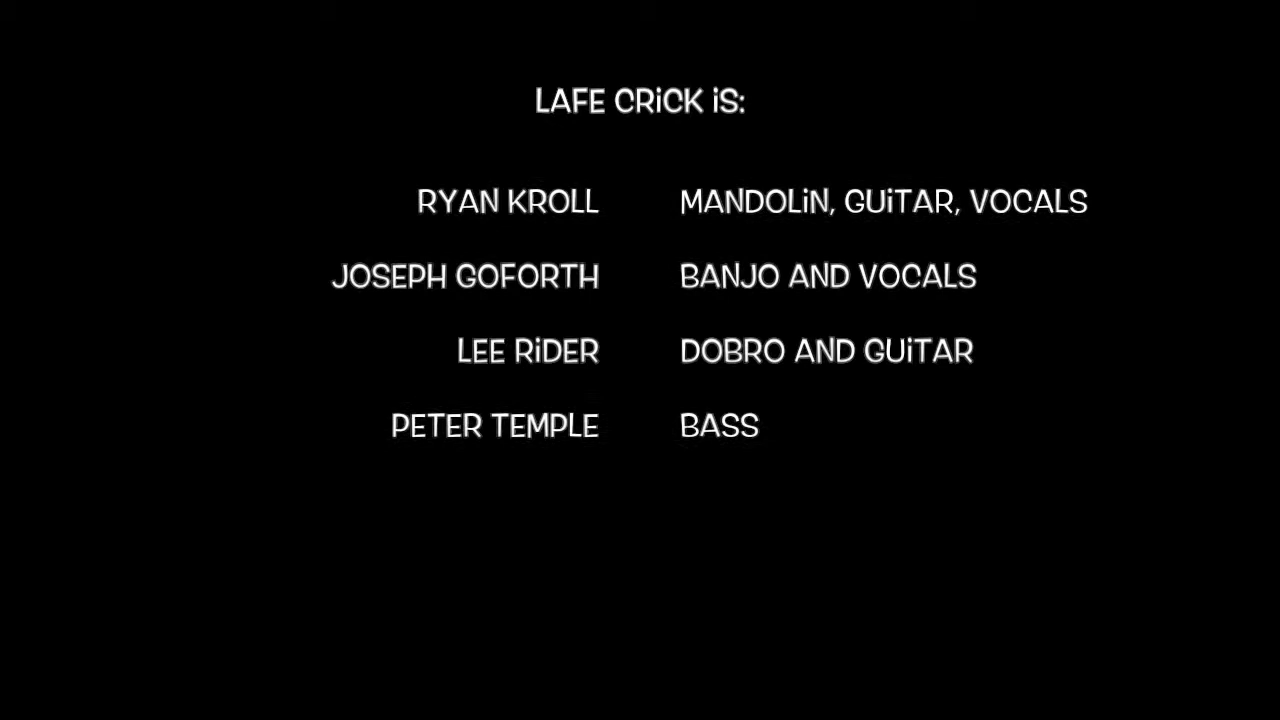 LAFE CRiCK iS:
RYAN KROLL MANDOLiN, GUiTAR, VOCALS
JOSEPH GOFORTH BANJO AND VOCALS
LEE RiDER DOBRO AND GUiTAR
PETER TEMPLE BASS